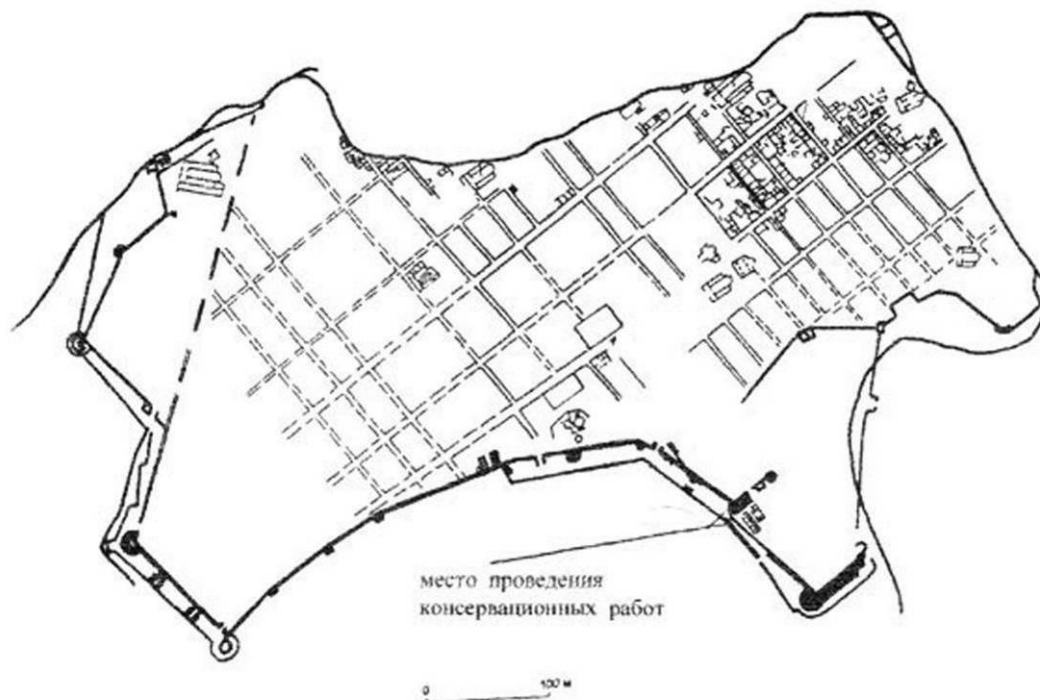 место проведения
консервационных работ
0 100 м